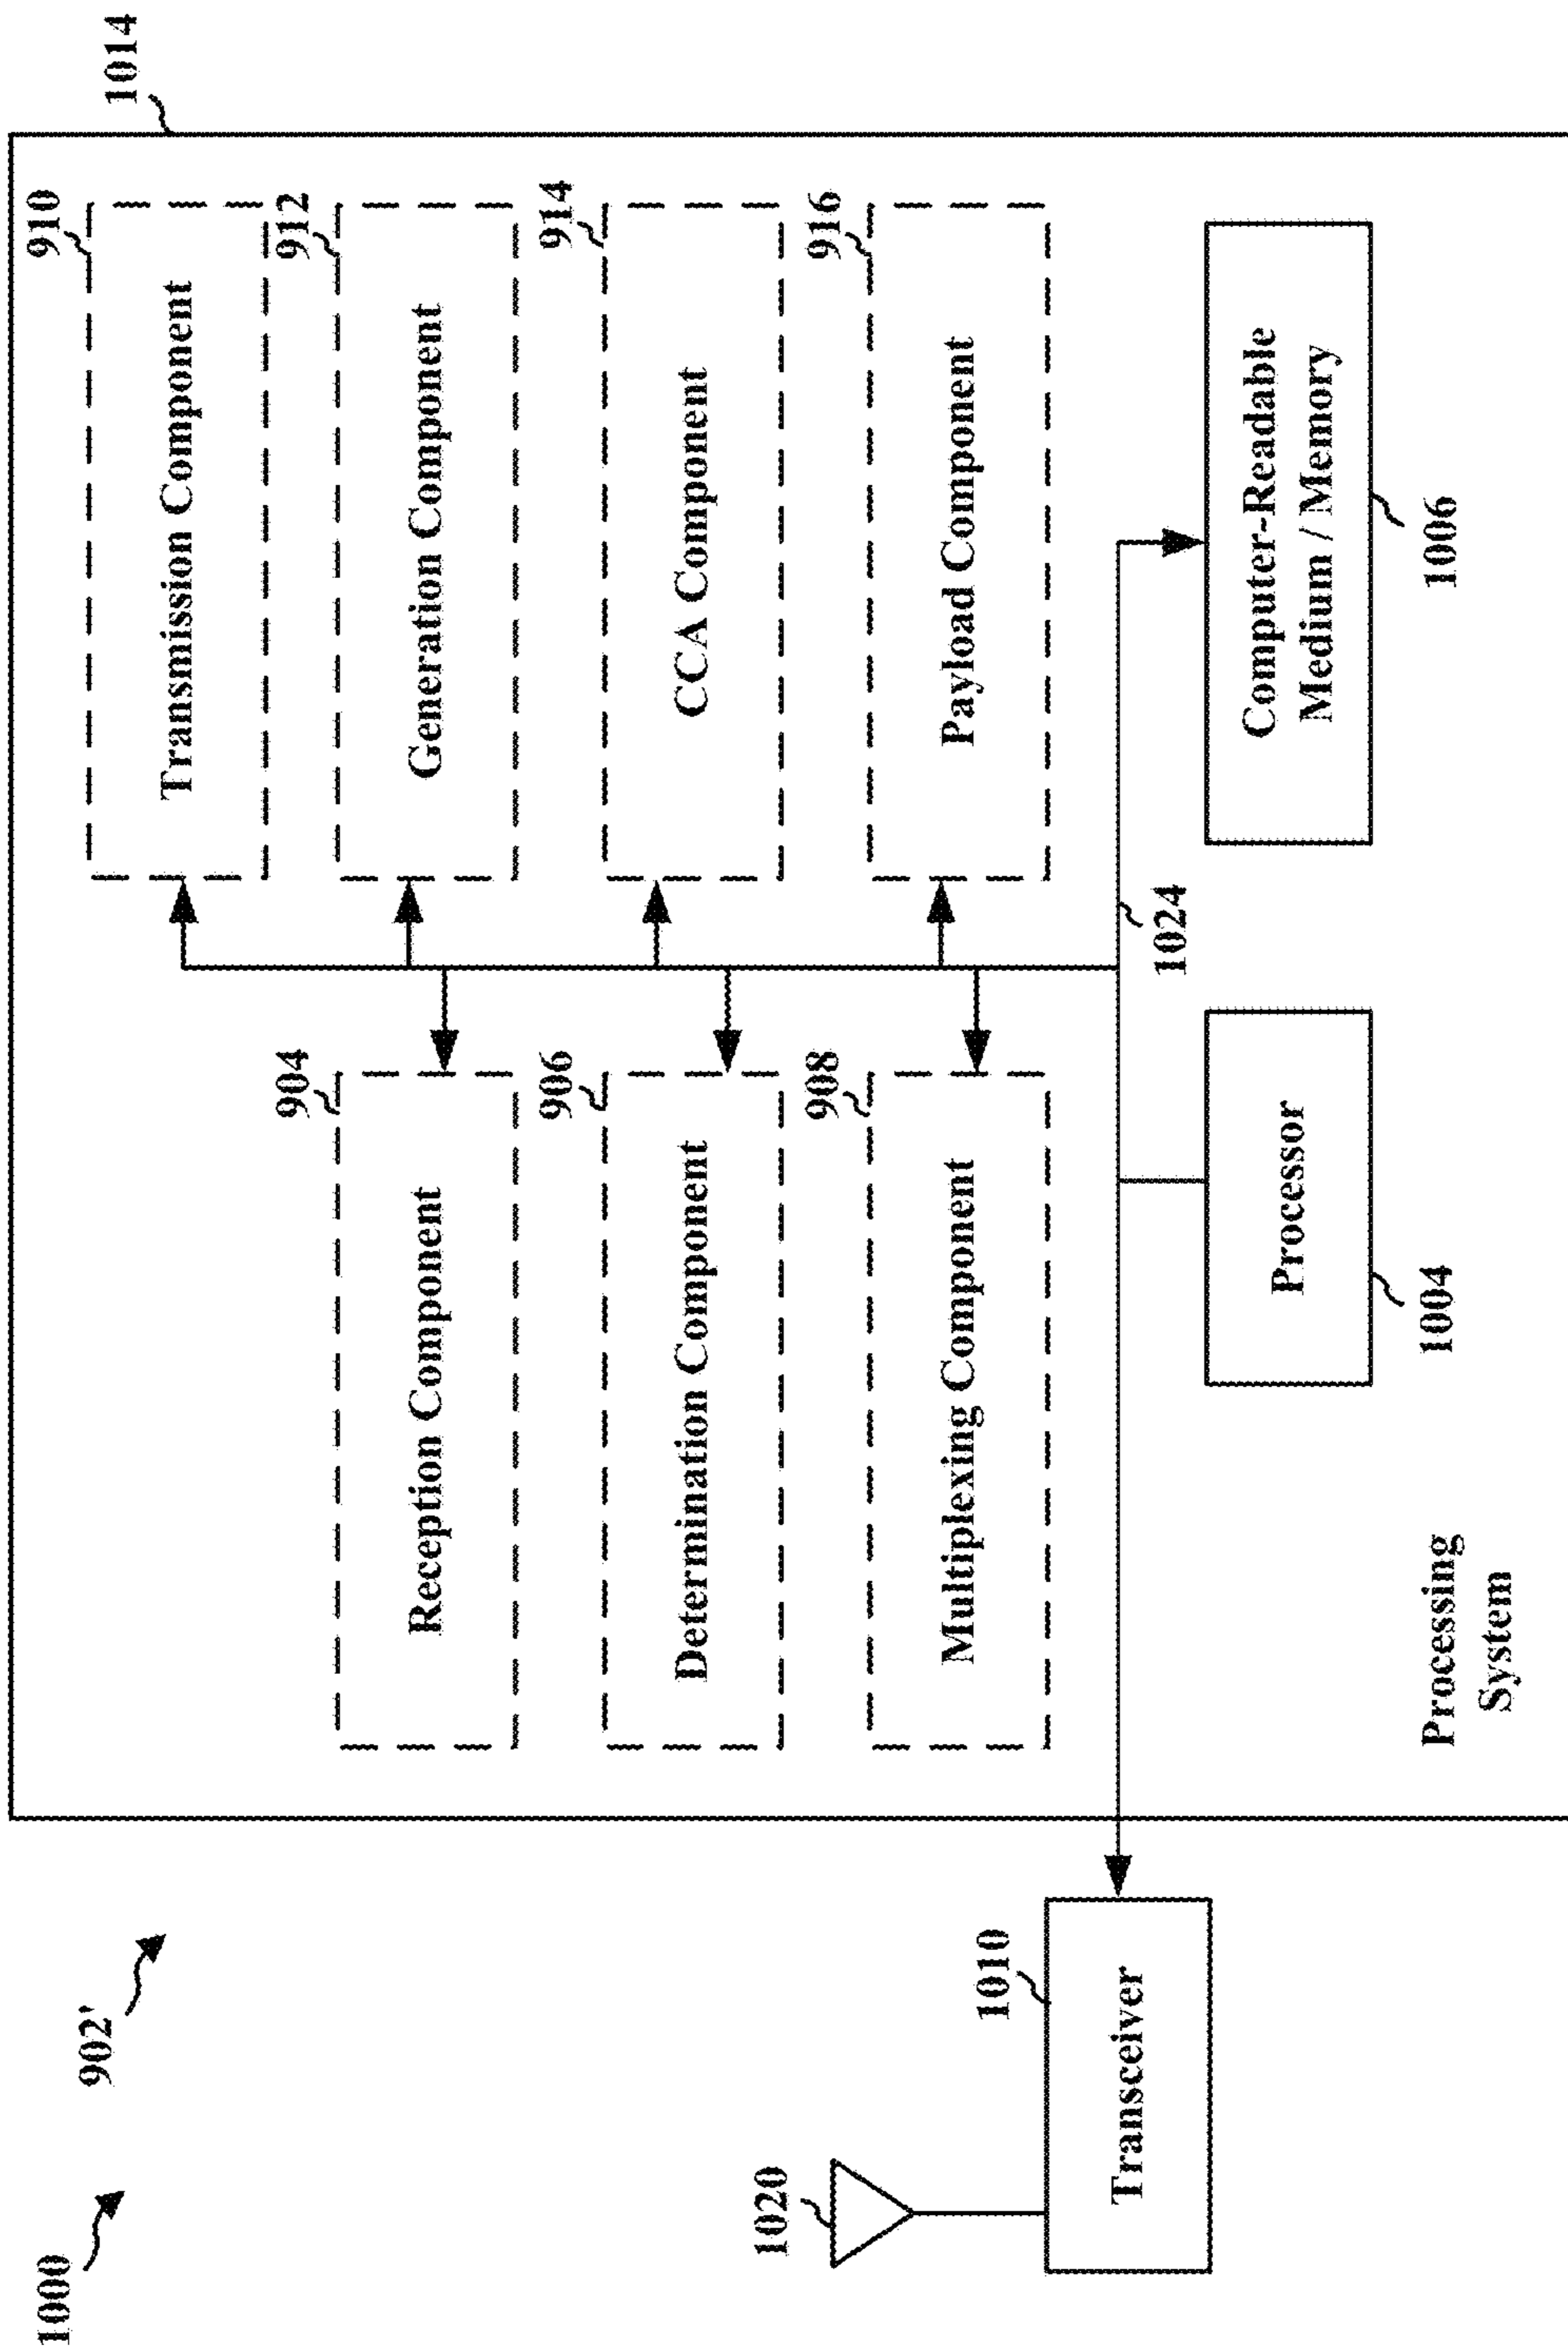 1000
902'
1014
910
Transmission Component
904
Reception Component
912
Generation Component
906
Determination Component
914
CCA Component
908
Multiplexing Component
916
Payload Component
1024
1020
1010
Transceiver
Processor
1004
Computer-Readable
Medium / Memory
1006
Processing
System